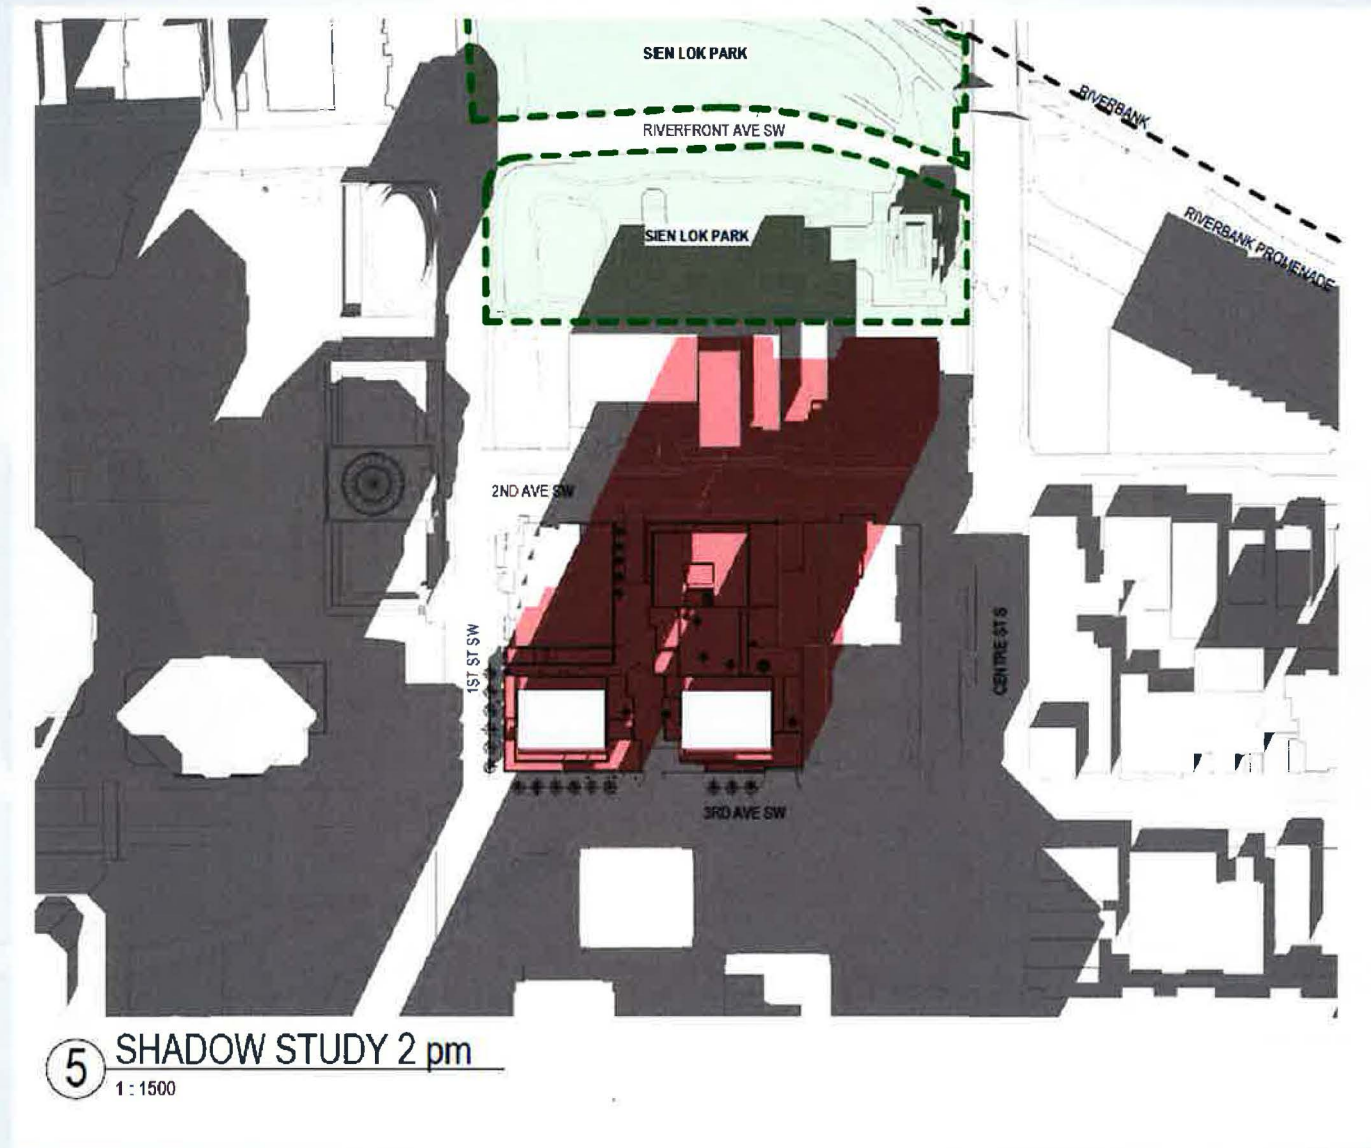 SIEN LOK PARK
RIVERBANK
RIVERFRONT AVE SW
RIVERBANK PROMENADE
SIEN LOK PARK
2ND AVE SW
1ST ST SW
CENTRE ST S
3RD AVE SW
5
SHADOW STUDY 2 pm
1 : 1500